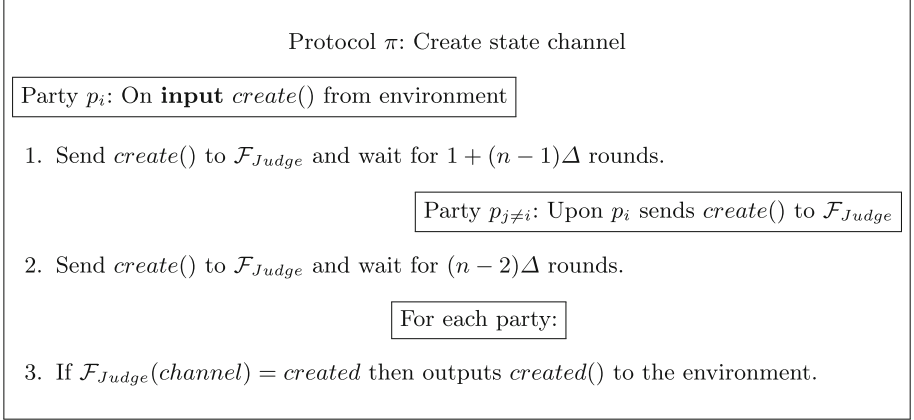 Protocol π: Create state channel
Party pᵢ: On input create() from environment
1. Send create() to 𝓕_Judge and wait for 1 + (n − 1)Δ rounds.
Party p_{j≠i}: Upon pᵢ sends create() to 𝓕_Judge
2. Send create() to 𝓕_Judge and wait for (n − 2)Δ rounds.
For each party:
3. If 𝓕_Judge(channel) = created then outputs created() to the environment.